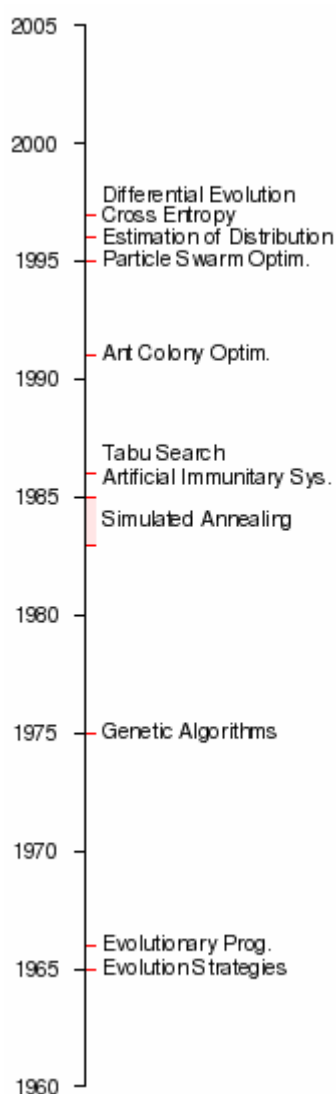 2005
2000
Differential Evolution
Cross Entropy
Estimation of Distribution
Particle Swarm Optim.
1995
Ant Colony Optim.
1990
Tabu Search
Artificial Immunitary Sys.
1985
Simulated Annealing
1980
1975
Genetic Algorithms
1970
Evolutionary Prog.
1965
Evolution Strategies
1960